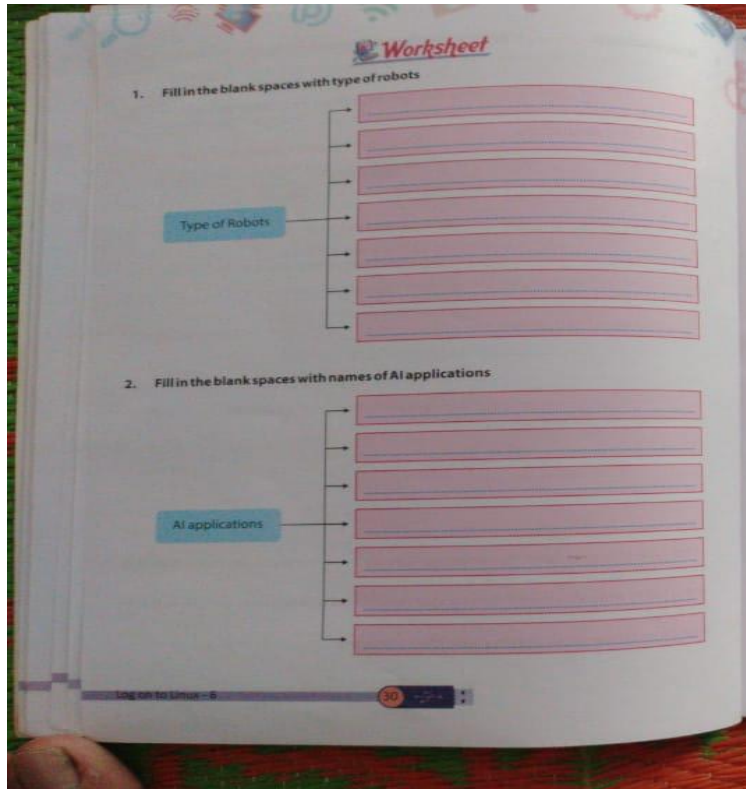 Worksheet
1. Fill in the blank spaces with type of robots
Type of Robots
2. Fill in the blank spaces with names of AI applications
AI applications
Log on to Linux – 6
30